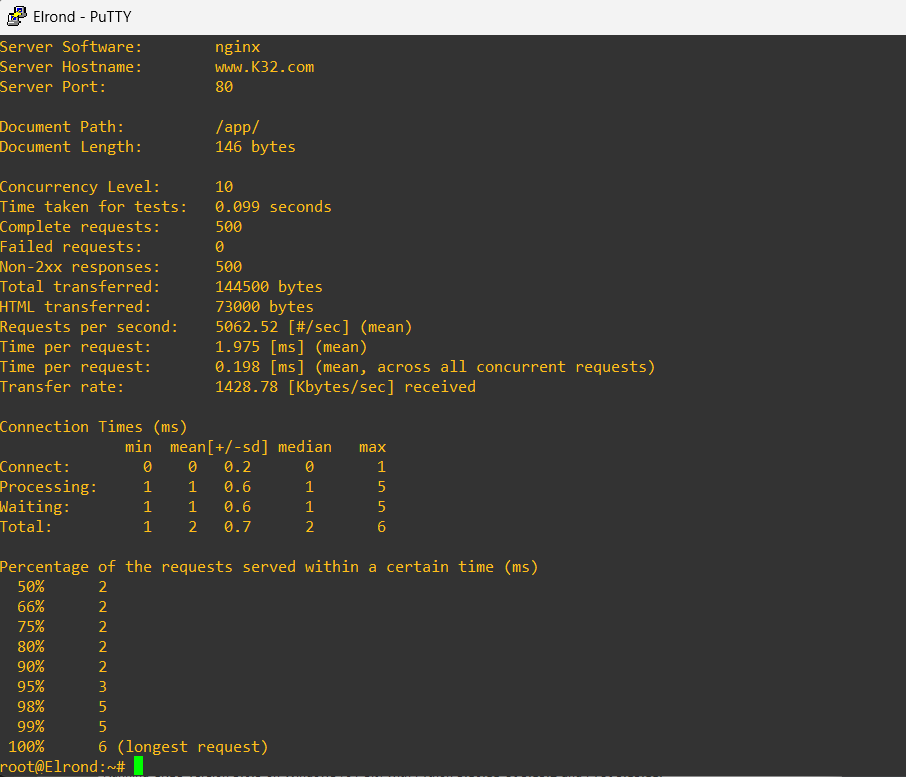 Elrond - PuTTY
Server Software:        nginx
Server Hostname:        www.K32.com
Server Port:            80
Document Path:          /app/
Document Length:        146 bytes
Concurrency Level:      10
Time taken for tests:   0.099 seconds
Complete requests:      500
Failed requests:        0
Non-2xx responses:      500
Total transferred:      144500 bytes
HTML transferred:       73000 bytes
Requests per second:    5062.52 [#/sec] (mean)
Time per request:       1.975 [ms] (mean)
Time per request:       0.198 [ms] (mean, across all concurrent requests)
Transfer rate:          1428.78 [Kbytes/sec] received
Connection Times (ms)
              min  mean[+/-sd] median   max
Connect:        0    0   0.2      0       1
Processing:     1    1   0.6      1       5
Waiting:        1    1   0.6      1       5
Total:          1    2   0.7      2       6
Percentage of the requests served within a certain time (ms)
  50%      2
  66%      2
  75%      2
  80%      2
  90%      2
  95%      3
  98%      5
  99%      5
 100%      6 (longest request)
root@Elrond:~#